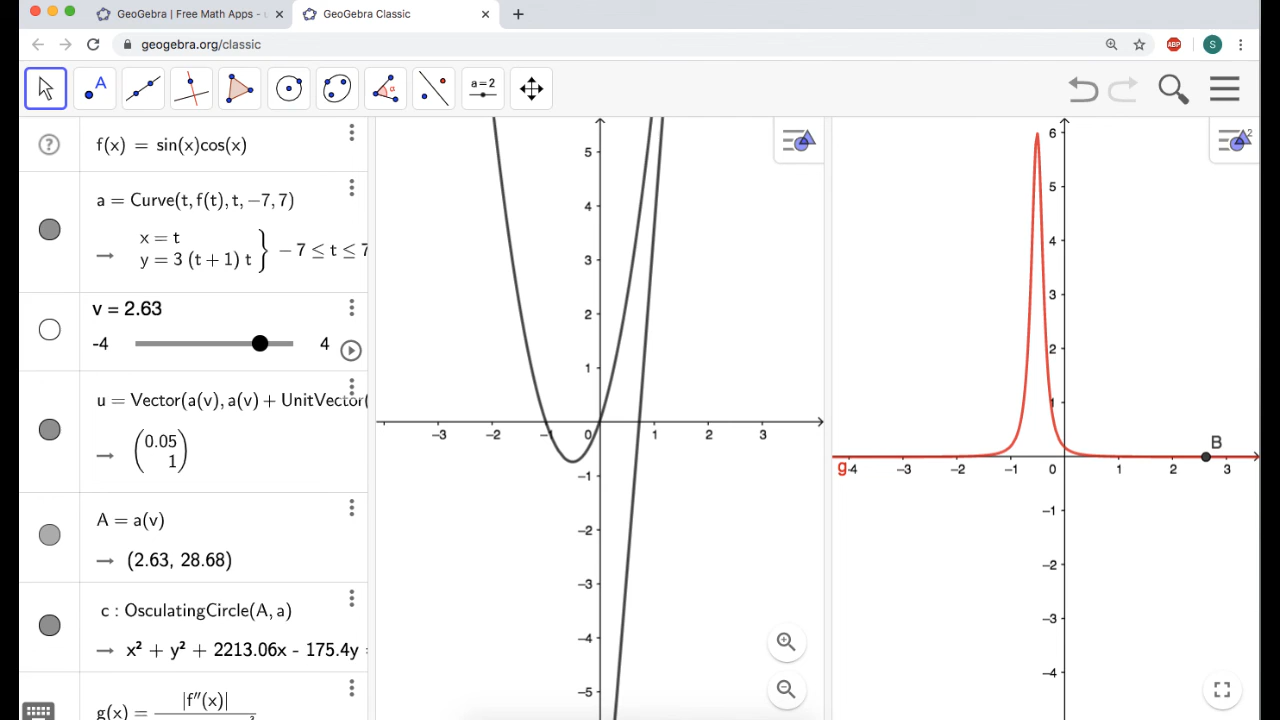 GeoGebra | Free Math Apps -
GeoGebra Classic
geogebra.org/classic
ABP
S
A
α
a=2
f(x) = sin(x)cos(x)
a = Curve(t, f(t), t, −7, 7)
x = t
y = 3 (t + 1) t } − 7 ≤ t ≤ 7
v = 2.63
-4
4
u = Vector(a(v), a(v) + UnitVector(
(0.05
1)
A = a(v)
→ (2.63, 28.68)
c : OsculatingCircle(A, a)
→ x² + y² + 2213.06x - 175.4y
g(x) = |f''(x)|
5
4
3
2
1
−3 −2 −1 0 1 2 3
−1
−2
−3
−4
−5
2
6
5
4
3
2
1
B
g
-4 −3 −2 −1 0 1 2 3
−1
−2
−3
−4